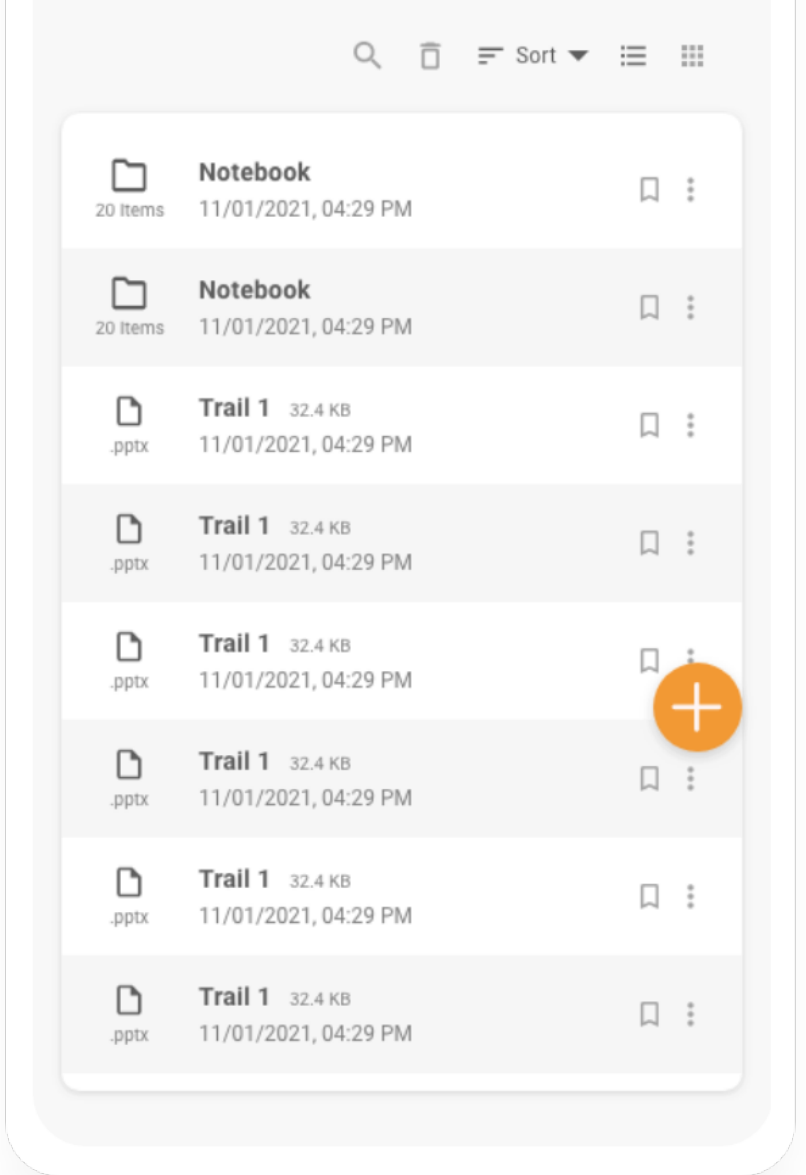 Sort
Notebook
20 Items
11/01/2021, 04:29 PM
Notebook
20 Items
11/01/2021, 04:29 PM
Trail 1 32.4 KB
.pptx
11/01/2021, 04:29 PM
Trail 1 32.4 KB
.pptx
11/01/2021, 04:29 PM
Trail 1 32.4 KB
.pptx
11/01/2021, 04:29 PM
Trail 1 32.4 KB
.pptx
11/01/2021, 04:29 PM
Trail 1 32.4 KB
.pptx
11/01/2021, 04:29 PM
Trail 1 32.4 KB
.pptx
11/01/2021, 04:29 PM